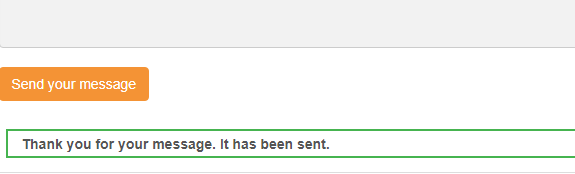 Send your message
Thank you for your message. It has been sent.